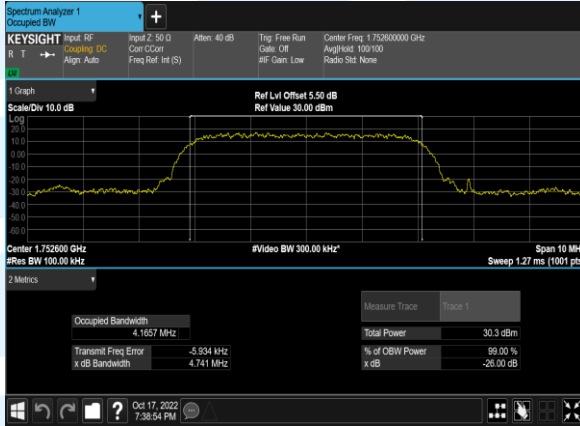 Spectrum Analyzer 1
Occupied BW
+
KEYSIGHT Input: RF Input Z: 50 Ω Atten: 40 dB Trig: Free Run Center Freq: 1.752600000 GHz
R T Coupling: DC Corr CCorr Gate: Off Avg|Hold: 100/100
Align: Auto Freq Ref: Int (S) #IF Gain: Low Radio Std: None
LXI
1 Graph
Ref Lvl Offset 5.50 dB
Scale/Div 10.0 dB Ref Value 30.00 dBm
Log
20.0
10.0
0.00
-10.0
-20.0
-30.0
-40.0
-50.0
-60.0
Center 1.752600 GHz #Video BW 300.00 kHz* Span 10 MH
#Res BW 100.00 kHz Sweep 1.27 ms (1001 pts
2 Metrics
Measure Trace Trace 1
Occupied Bandwidth
4.1657 MHz Total Power 30.3 dBm
Transmit Freq Error -5.934 kHz % of OBW Power 99.00 %
x dB Bandwidth 4.741 MHz x dB -26.00 dB
? Oct 17, 2022
7:38:54 PM